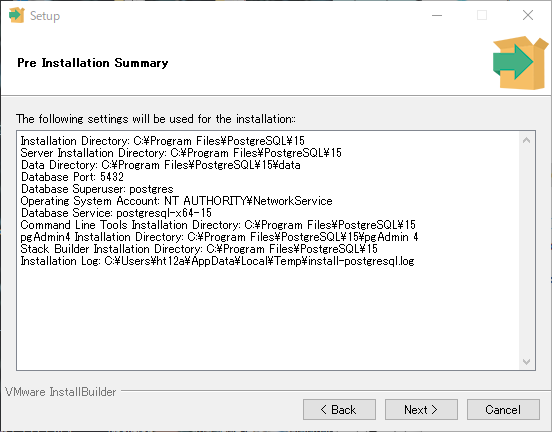 Setup
Pre Installation Summary
The following settings will be used for the installation::
Installation Directory: C:¥Program Files¥PostgreSQL¥15
Server Installation Directory: C:¥Program Files¥PostgreSQL¥15
Data Directory: C:¥Program Files¥PostgreSQL¥15¥data
Database Port: 5432
Database Superuser: postgres
Operating System Account: NT AUTHORITY¥NetworkService
Database Service: postgresql-x64-15
Command Line Tools Installation Directory: C:¥Program Files¥PostgreSQL¥15
pgAdmin4 Installation Directory: C:¥Program Files¥PostgreSQL¥15¥pgAdmin 4
Stack Builder Installation Directory: C:¥Program Files¥PostgreSQL¥15
Installation Log: C:¥Users¥ht12a¥AppData¥Local¥Temp¥install-postgresql.log
VMware InstallBuilder
< Back
Next >
Cancel